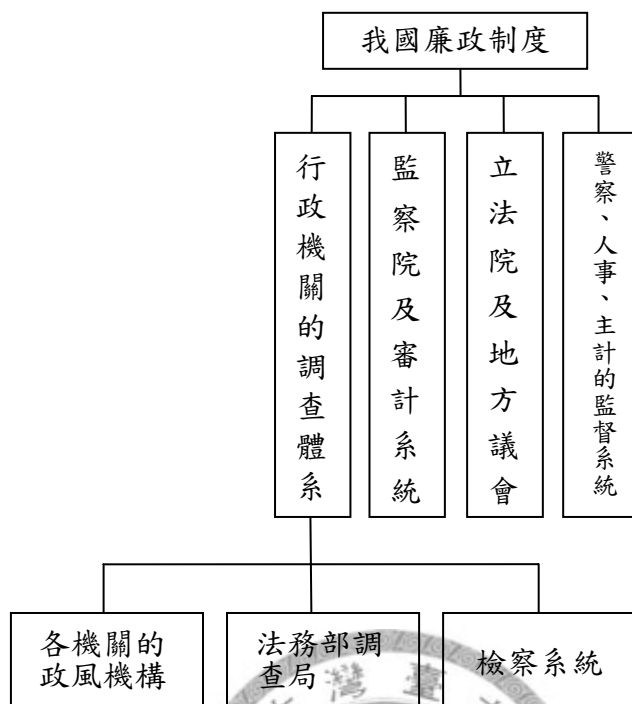 我國廉政制度
行政機關的調查體系
監察院及審計系統
立法院及地方議會
警察、人事、主計的監督系統
各機關的
政風機構
法務部調
查局
檢察系統
灣臺